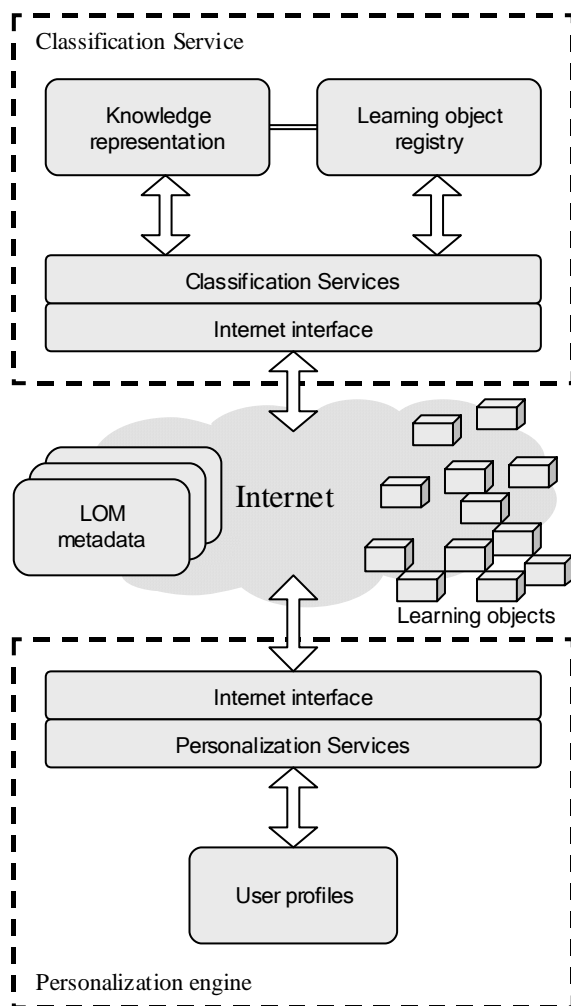 Classification Service
Knowledge
representation
Learning object
registry
Classification Services
Internet interface
Internet
LOM
metadata
Learning objects
Internet interface
Personalization Services
User profiles
Personalization engine